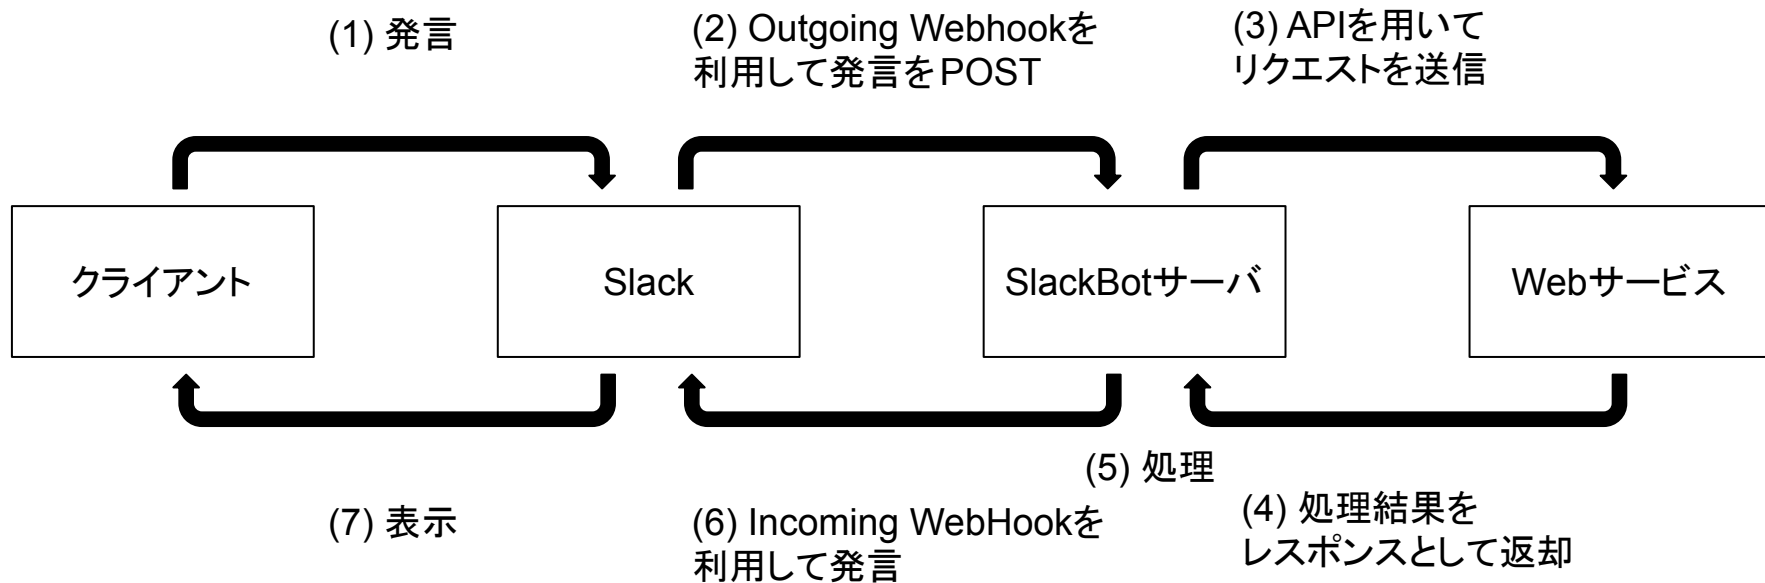 (1) 発言
(2) Outgoing Webhookを
利用して発言をPOST
(3) APIを用いて
リクエストを送信
クライアント
Slack
SlackBotサーバ
Webサービス
(5) 処理
(7) 表示
(6) Incoming WebHookを
利用して発言
(4) 処理結果を
レスポンスとして返却